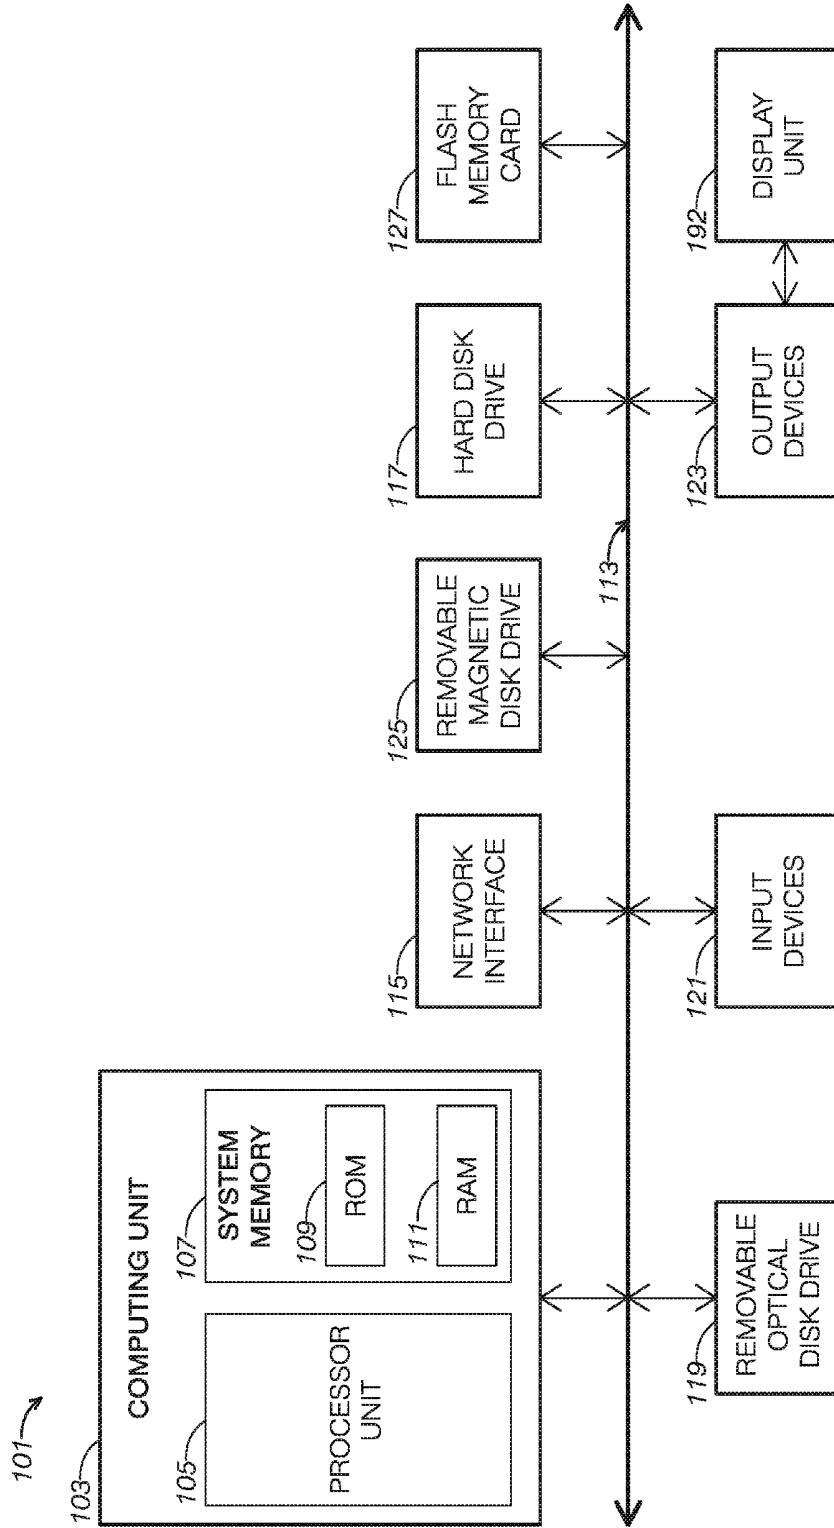 101
103
COMPUTING UNIT
105
PROCESSOR
UNIT
107
SYSTEM
MEMORY
109
ROM
111
RAM
115
NETWORK
INTERFACE
125
REMOVABLE
MAGNETIC
DISK DRIVE
117
HARD DISK
DRIVE
127
FLASH
MEMORY
CARD
113
119
REMOVABLE
OPTICAL
DISK DRIVE
121
INPUT
DEVICES
123
OUTPUT
DEVICES
192
DISPLAY
UNIT